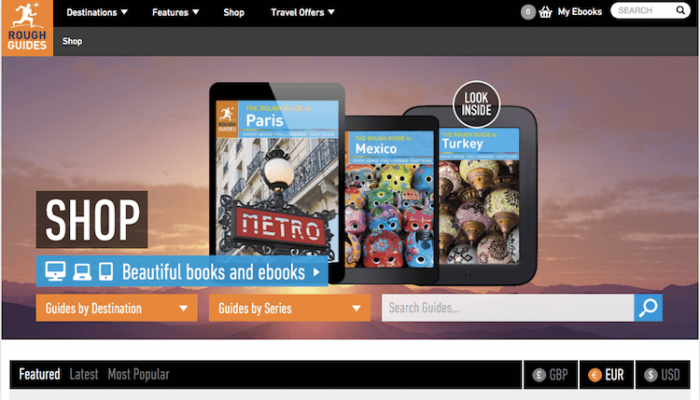 Destinations
Features
Shop
Travel Offers
0
My Ebooks
SEARCH
ROUGH
GUIDES
Shop
LOOK
INSIDE
THE ROUGH GUIDE to
Paris
ROUGH
GUIDES
THE ROUGH GUIDE to
Mexico
THE ROUGH GUIDE to
Turkey
METRO
SHOP
Beautiful books and ebooks
Guides by Destination
Guides by Series
Search Guides...
Featured
Latest
Most Popular
£ GBP
€ EUR
$ USD